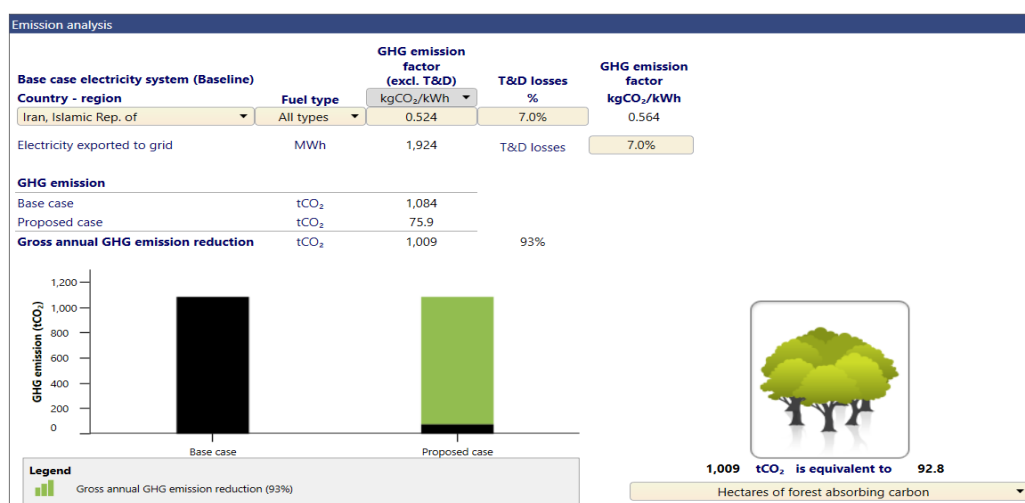 Emission analysis
GHG emission
factor
(excl. T&D)
T&D losses
GHG emission
factor
Base case electricity system (Baseline)
Country - region
Fuel type
kgCO₂/kWh
%
kgCO₂/kWh
Iran, Islamic Rep. of
All types
0.524
7.0%
0.564
Electricity exported to grid
MWh
1,924
T&D losses
7.0%
GHG emission
Base case
tCO₂
1,084
Proposed case
tCO₂
75.9
Gross annual GHG emission reduction
tCO₂
1,009
93%
GHG emission (tCO₂)
1,200
1,000
800
600
400
200
0
Base case
Proposed case
Legend
Gross annual GHG emission reduction (93%)
1,009 tCO₂ is equivalent to 92.8
Hectares of forest absorbing carbon